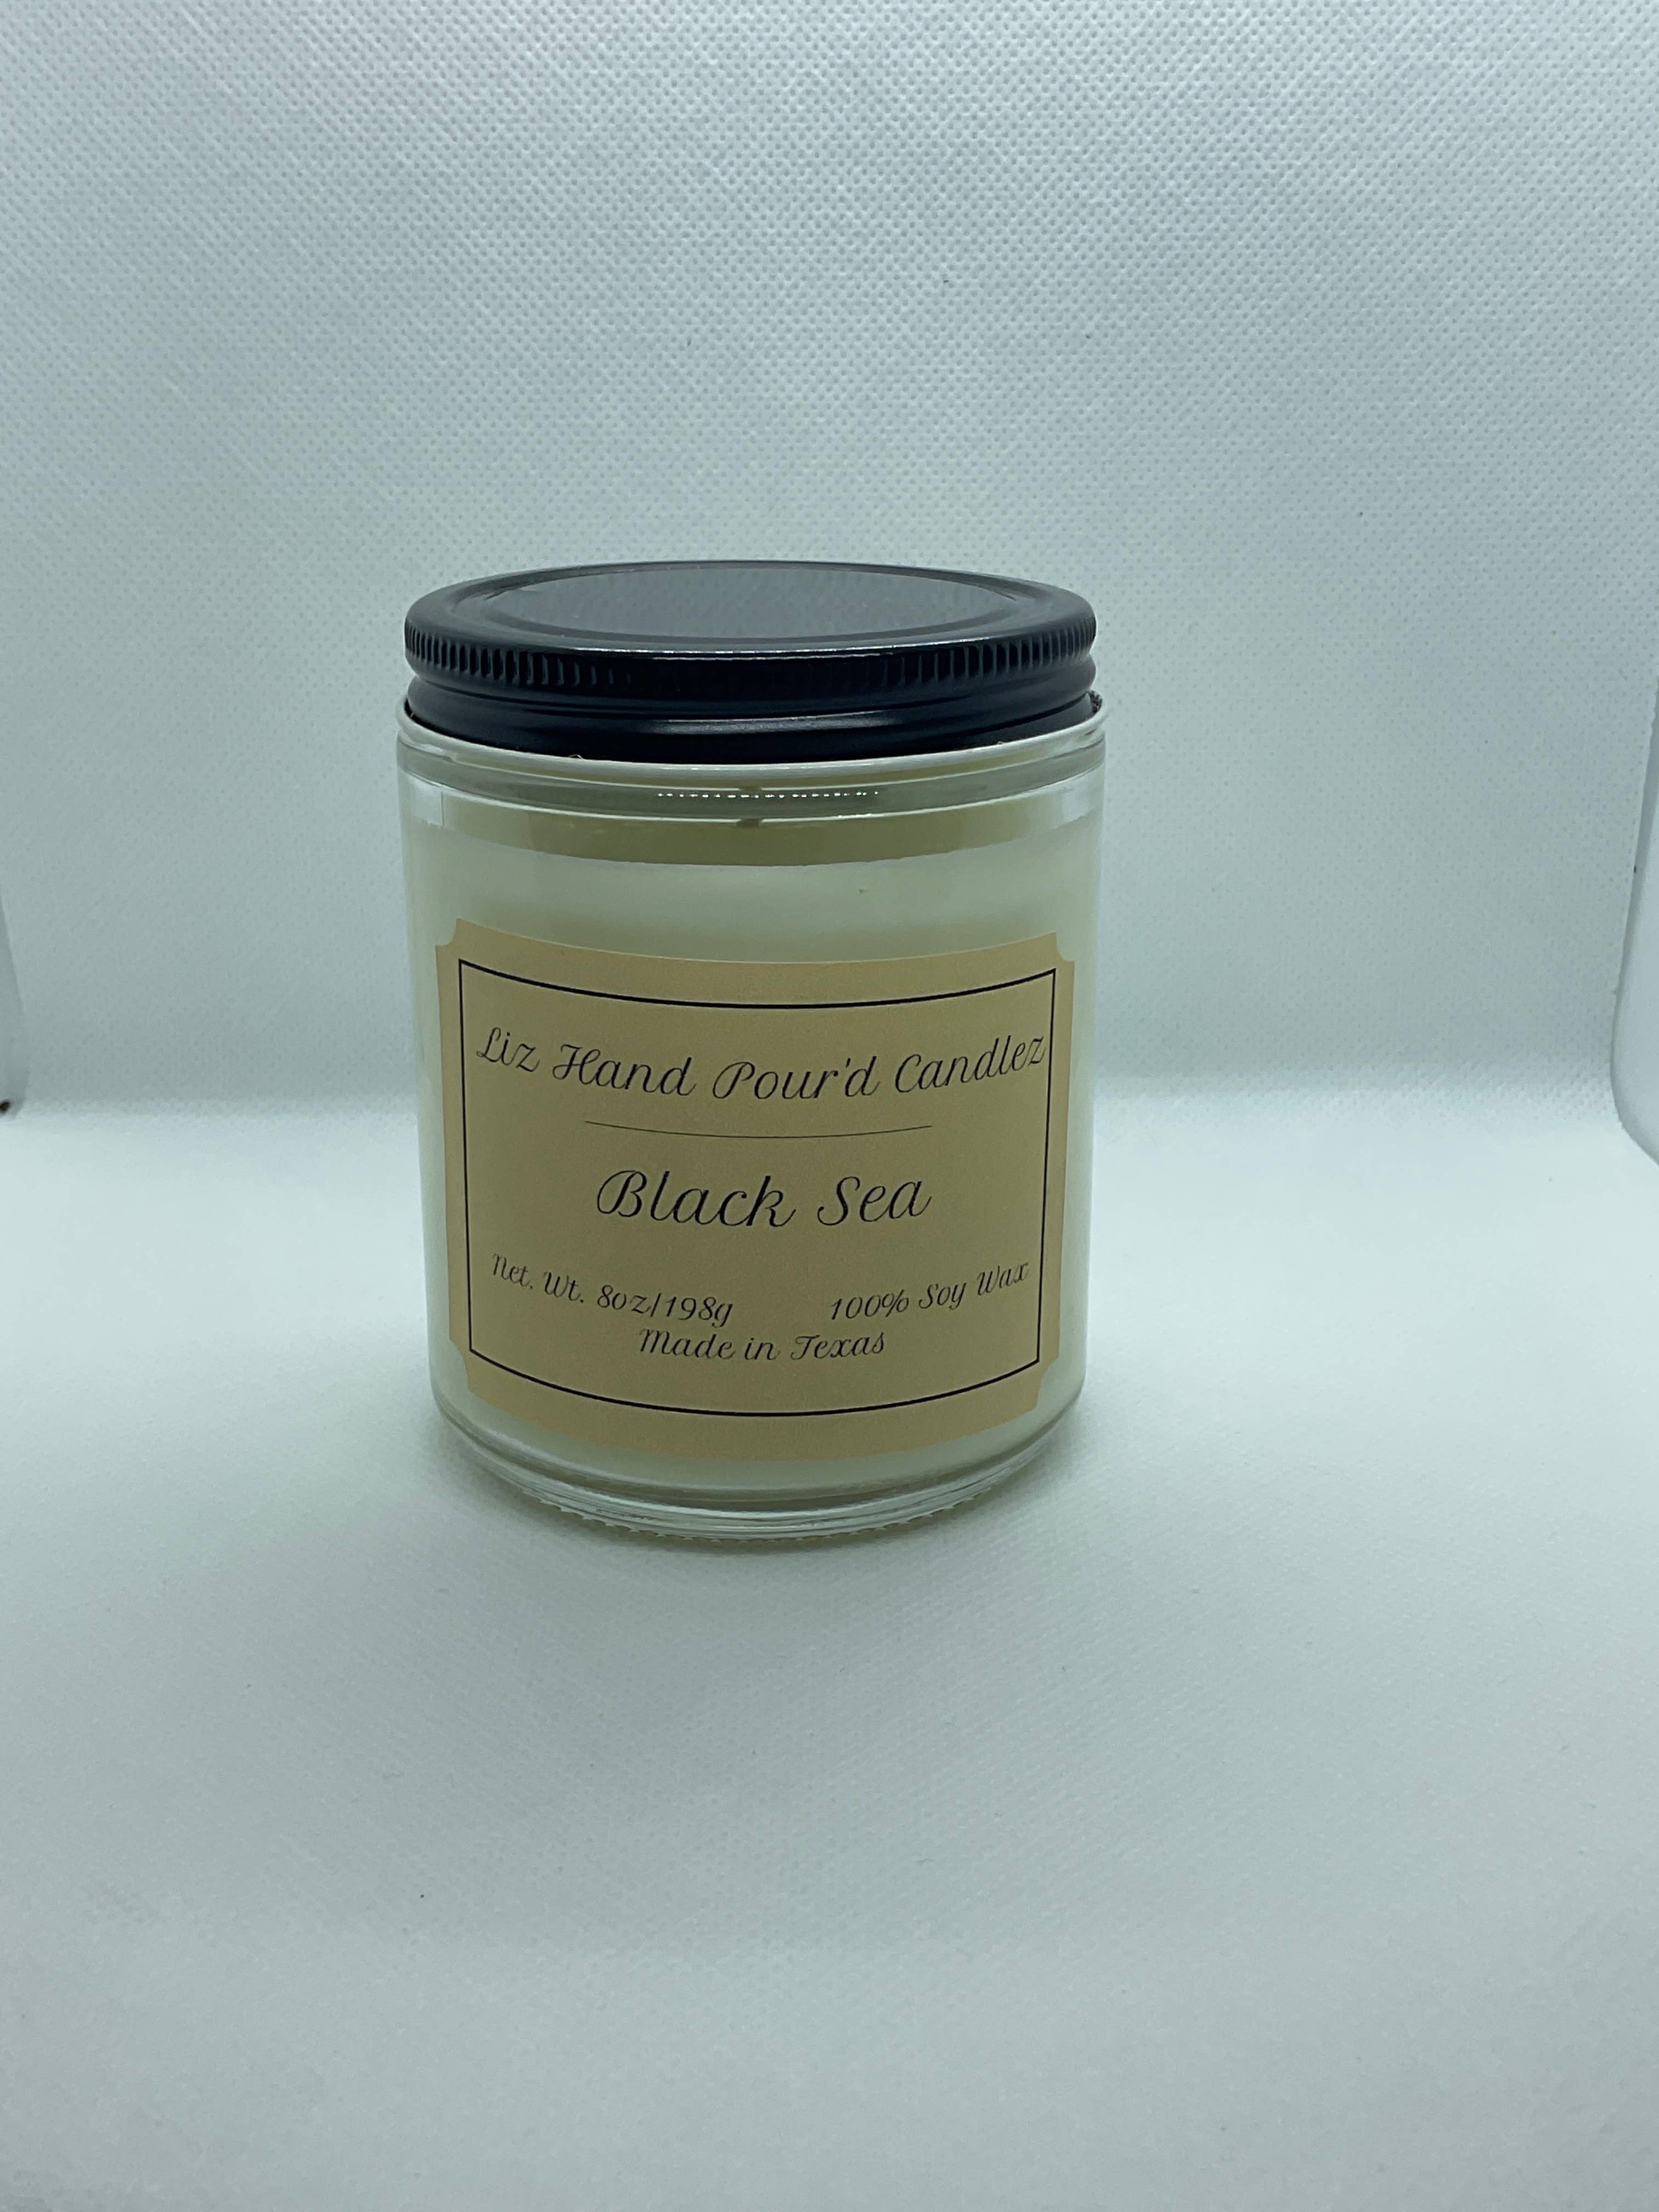 Liz Hand Pour'd Candlez
Black Sea
Net. Wt. 8oz/198g 100% Soy Wax
Made in Texas